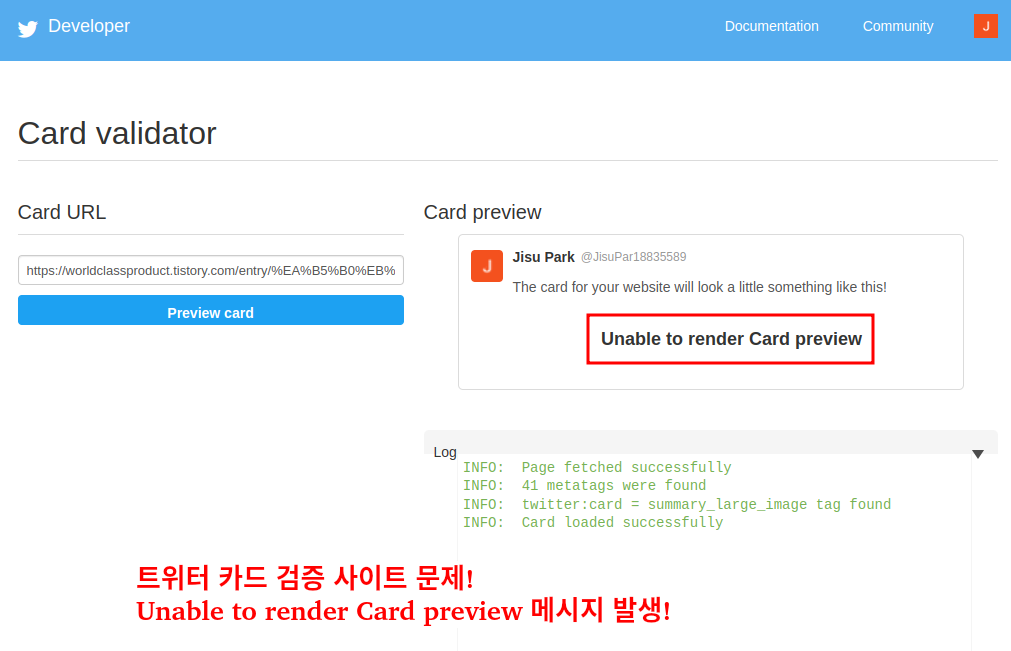 Developer
Documentation
Community
J
Card validator
Card URL
https://worldclassproduct.tistory.com/entry/%EA%B5%B0%EB%
Preview card
Card preview
J
Jisu Park @JisuPar18835589
The card for your website will look a little something like this!
Unable to render Card preview
Log
INFO: Page fetched successfully
INFO: 41 metatags were found
INFO: twitter:card = summary_large_image tag found
INFO: Card loaded successfully
트위터 카드 검증 사이트 문제!
Unable to render Card preview 메시지 발생!